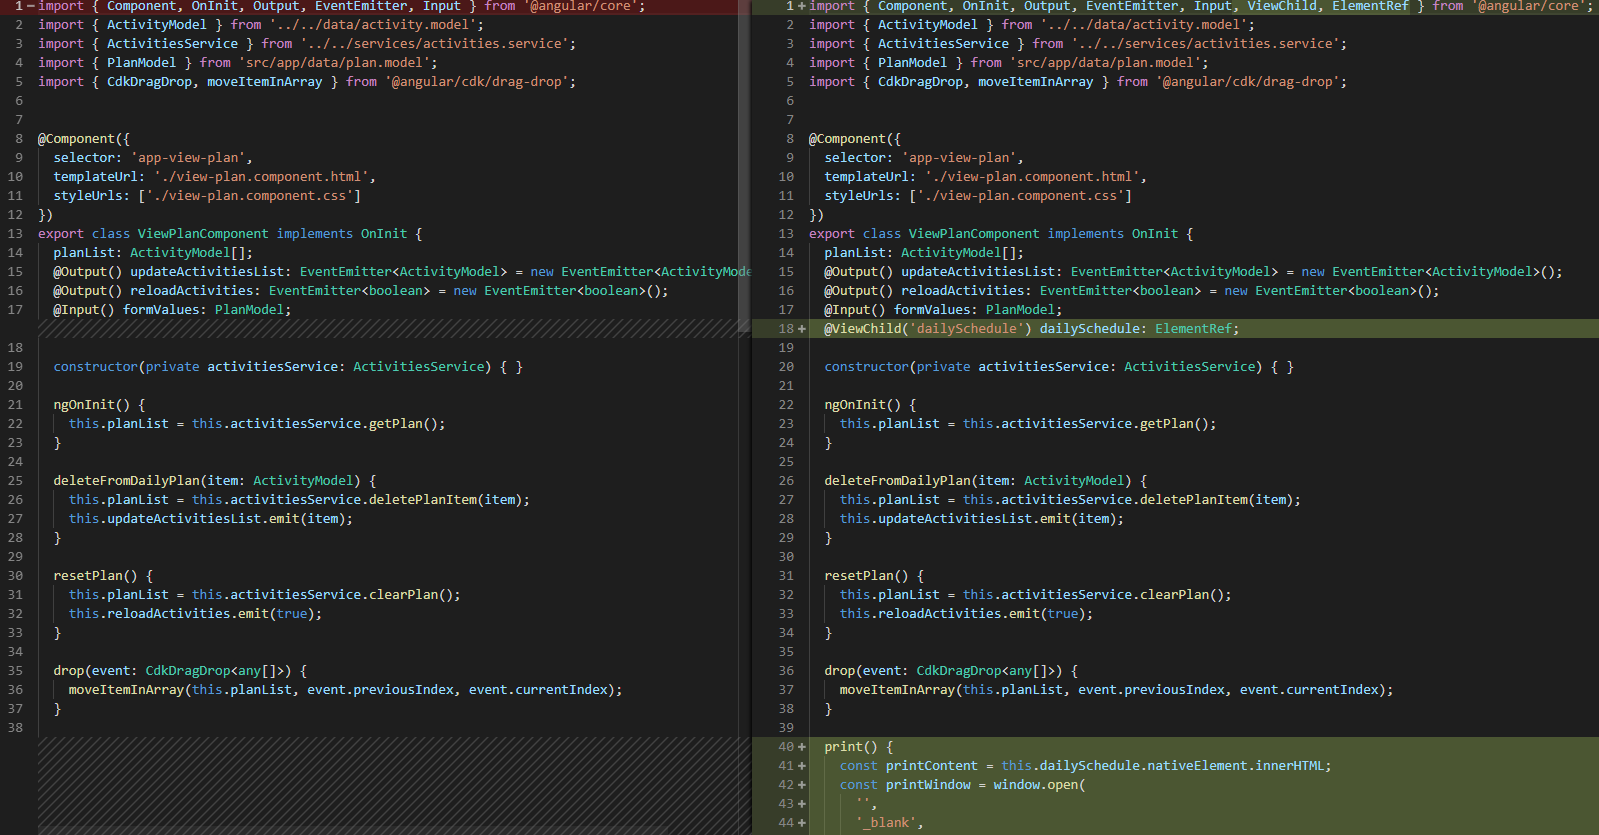 1 − import { Component, OnInit, Output, EventEmitter, Input } from '@angular/core';
2 import { ActivityModel } from '../../data/activity.model';
3 import { ActivitiesService } from '../../services/activities.service';
4 import { PlanModel } from 'src/app/data/plan.model';
5 import { CdkDragDrop, moveItemInArray } from '@angular/cdk/drag-drop';
6
7
8 @Component({
9 selector: 'app-view-plan',
10 templateUrl: './view-plan.component.html',
11 styleUrls: ['./view-plan.component.css']
12 })
13 export class ViewPlanComponent implements OnInit {
14 planList: ActivityModel[];
15 @Output() updateActivitiesList: EventEmitter<ActivityModel> = new EventEmitter<ActivityMode
16 @Output() reloadActivities: EventEmitter<boolean> = new EventEmitter<boolean>();
17 @Input() formValues: PlanModel;
18
19 constructor(private activitiesService: ActivitiesService) { }
20
21 ngOnInit() {
22 this.planList = this.activitiesService.getPlan();
23 }
24
25 deleteFromDailyPlan(item: ActivityModel) {
26 this.planList = this.activitiesService.deletePlanItem(item);
27 this.updateActivitiesList.emit(item);
28 }
29
30 resetPlan() {
31 this.planList = this.activitiesService.clearPlan();
32 this.reloadActivities.emit(true);
33 }
34
35 drop(event: CdkDragDrop<any[]>) {
36 moveItemInArray(this.planList, event.previousIndex, event.currentIndex);
37 }
38
1 + import { Component, OnInit, Output, EventEmitter, Input, ViewChild, ElementRef } from '@angular/core';
2 import { ActivityModel } from '../../data/activity.model';
3 import { ActivitiesService } from '../../services/activities.service';
4 import { PlanModel } from 'src/app/data/plan.model';
5 import { CdkDragDrop, moveItemInArray } from '@angular/cdk/drag-drop';
6
7
8 @Component({
9 selector: 'app-view-plan',
10 templateUrl: './view-plan.component.html',
11 styleUrls: ['./view-plan.component.css']
12 })
13 export class ViewPlanComponent implements OnInit {
14 planList: ActivityModel[];
15 @Output() updateActivitiesList: EventEmitter<ActivityModel> = new EventEmitter<ActivityModel>();
16 @Output() reloadActivities: EventEmitter<boolean> = new EventEmitter<boolean>();
17 @Input() formValues: PlanModel;
18 + @ViewChild('dailySchedule') dailySchedule: ElementRef;
19
20 constructor(private activitiesService: ActivitiesService) { }
21
22 ngOnInit() {
23 this.planList = this.activitiesService.getPlan();
24 }
25
26 deleteFromDailyPlan(item: ActivityModel) {
27 this.planList = this.activitiesService.deletePlanItem(item);
28 this.updateActivitiesList.emit(item);
29 }
30
31 resetPlan() {
32 this.planList = this.activitiesService.clearPlan();
33 this.reloadActivities.emit(true);
34 }
35
36 drop(event: CdkDragDrop<any[]>) {
37 moveItemInArray(this.planList, event.previousIndex, event.currentIndex);
38 }
39
40 + print() {
41 + const printContent = this.dailySchedule.nativeElement.innerHTML;
42 + const printWindow = window.open(
43 + '',
44 + '_blank',